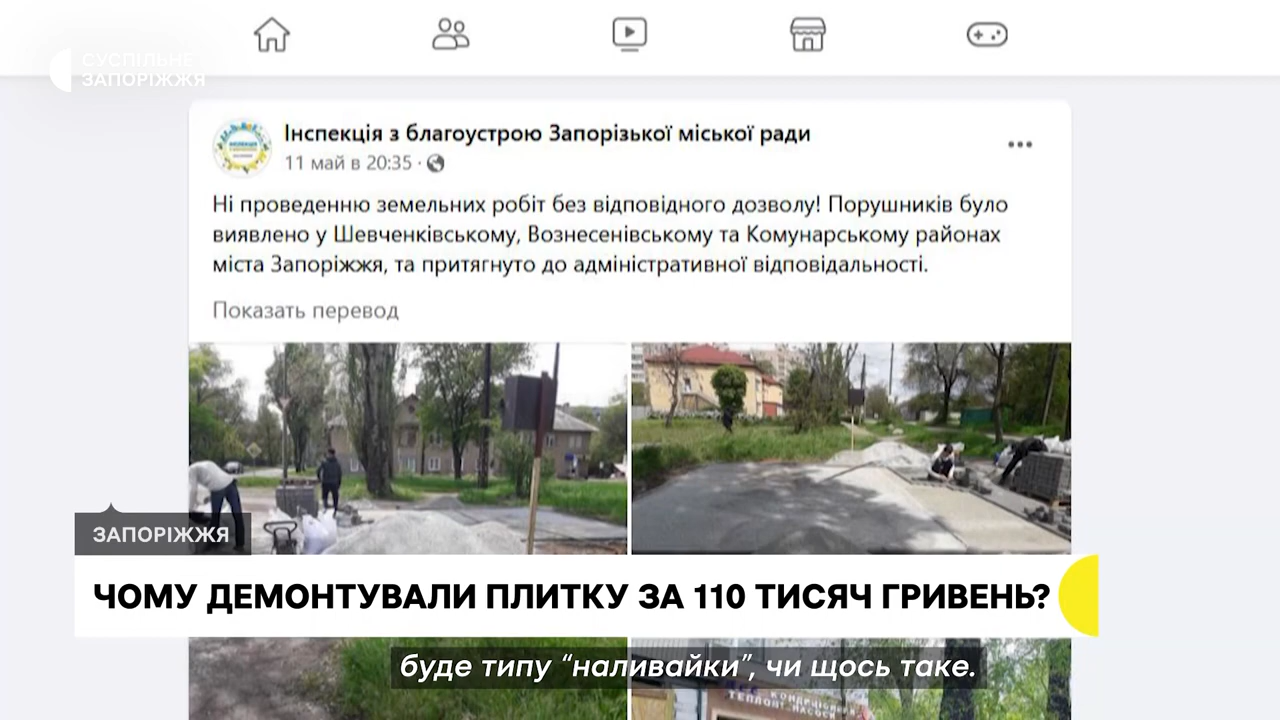 СУСПІЛЬНЕ
ЗАПОРІЖЖЯ
Інспекція з благоустрою Запорізької міської ради
11 май в 20:35 ·
Ні проведенню земельних робіт без відповідного дозволу! Порушників було
виявлено у Шевченківському, Вознесенівському та Комунарському районах
міста Запоріжжя, та притягнуто до адміністративної відповідальності.
Показать перевод
ЗАПОРІЖЖЯ
ЧОМУ ДЕМОНТУВАЛИ ПЛИТКУ ЗА 110 ТИСЯЧ ГРИВЕНЬ?
буде типу “наливайки”, чи щось таке.